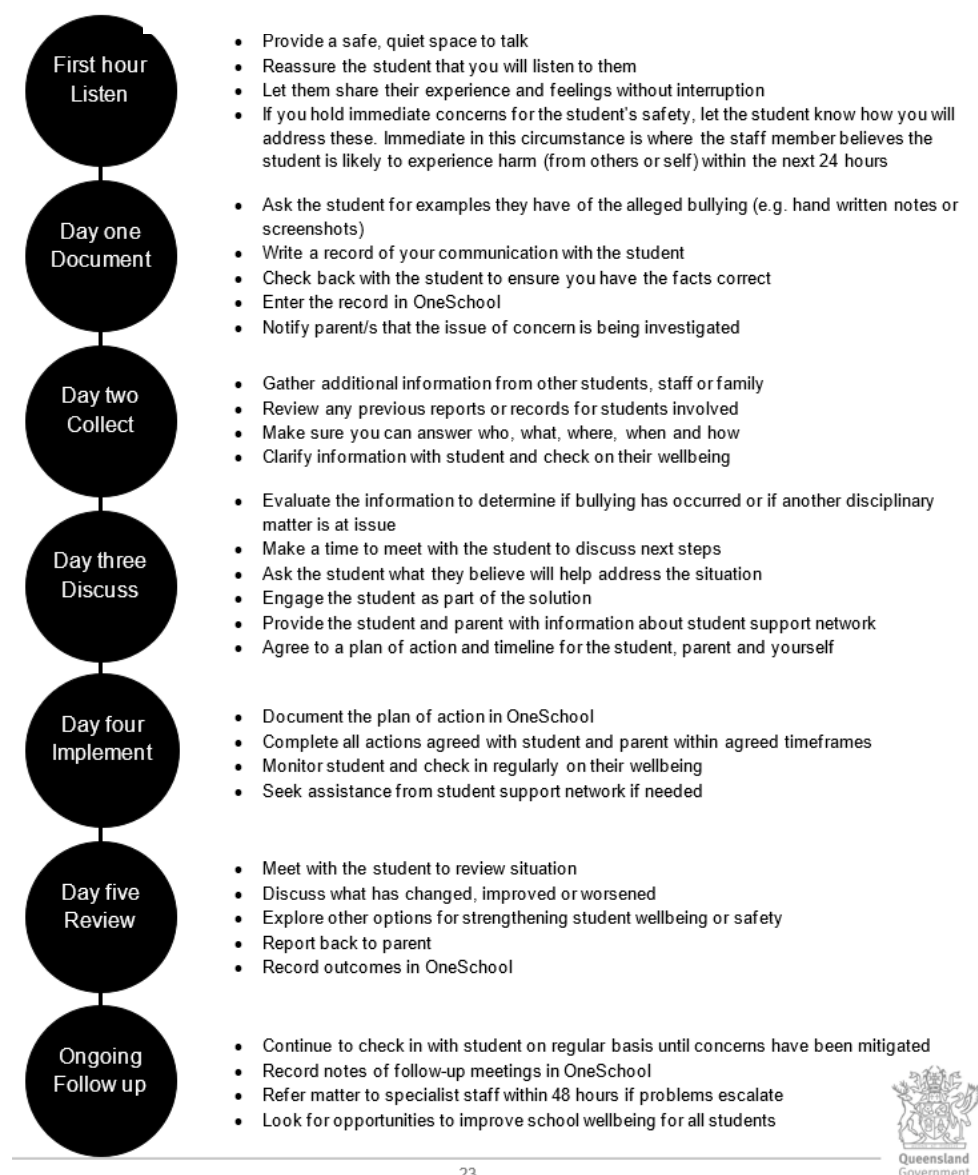 First hour
Listen
• Provide a safe, quiet space to talk
• Reassure the student that you will listen to them
• Let them share their experience and feelings without interruption
• If you hold immediate concerns for the student's safety, let the student know how you will
address these. Immediate in this circumstance is where the staff member believes the
student is likely to experience harm (from others or self) within the next 24 hours
Day one
Document
• Ask the student for examples they have of the alleged bullying (e.g. hand written notes or
screenshots)
• Write a record of your communication with the student
• Check back with the student to ensure you have the facts correct
• Enter the record in OneSchool
• Notify parent/s that the issue of concern is being investigated
Day two
Collect
• Gather additional information from other students, staff or family
• Review any previous reports or records for students involved
• Make sure you can answer who, what, where, when and how
• Clarify information with student and check on their wellbeing
Day three
Discuss
• Evaluate the information to determine if bullying has occurred or if another disciplinary
matter is at issue
• Make a time to meet with the student to discuss next steps
• Ask the student what they believe will help address the situation
• Engage the student as part of the solution
• Provide the student and parent with information about student support network
• Agree to a plan of action and timeline for the student, parent and yourself
Day four
Implement
• Document the plan of action in OneSchool
• Complete all actions agreed with student and parent within agreed timeframes
• Monitor student and check in regularly on their wellbeing
• Seek assistance from student support network if needed
Day five
Review
• Meet with the student to review situation
• Discuss what has changed, improved or worsened
• Explore other options for strengthening student wellbeing or safety
• Report back to parent
• Record outcomes in OneSchool
Ongoing
Follow up
• Continue to check in with student on regular basis until concerns have been mitigated
• Record notes of follow-up meetings in OneSchool
• Refer matter to specialist staff within 48 hours if problems escalate
• Look for opportunities to improve school wellbeing for all students
Queensland
Government
23